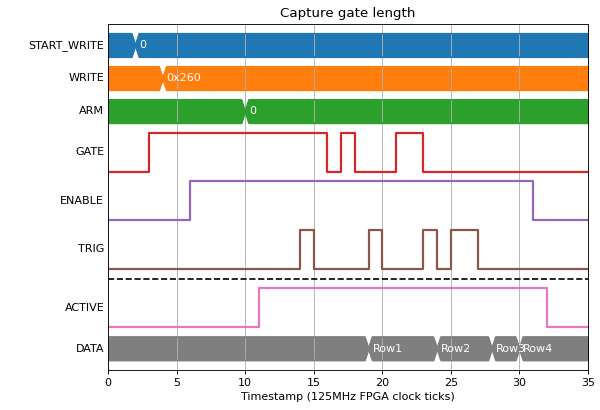 Capture gate length
START_WRITE 0
WRITE 0x260
ARM 0
GATE
ENABLE
TRIG
ACTIVE
DATA Row1 Row2 Row3 Row4
0 5 10 15 20 25 30 35
Timestamp (125MHz FPGA clock ticks)